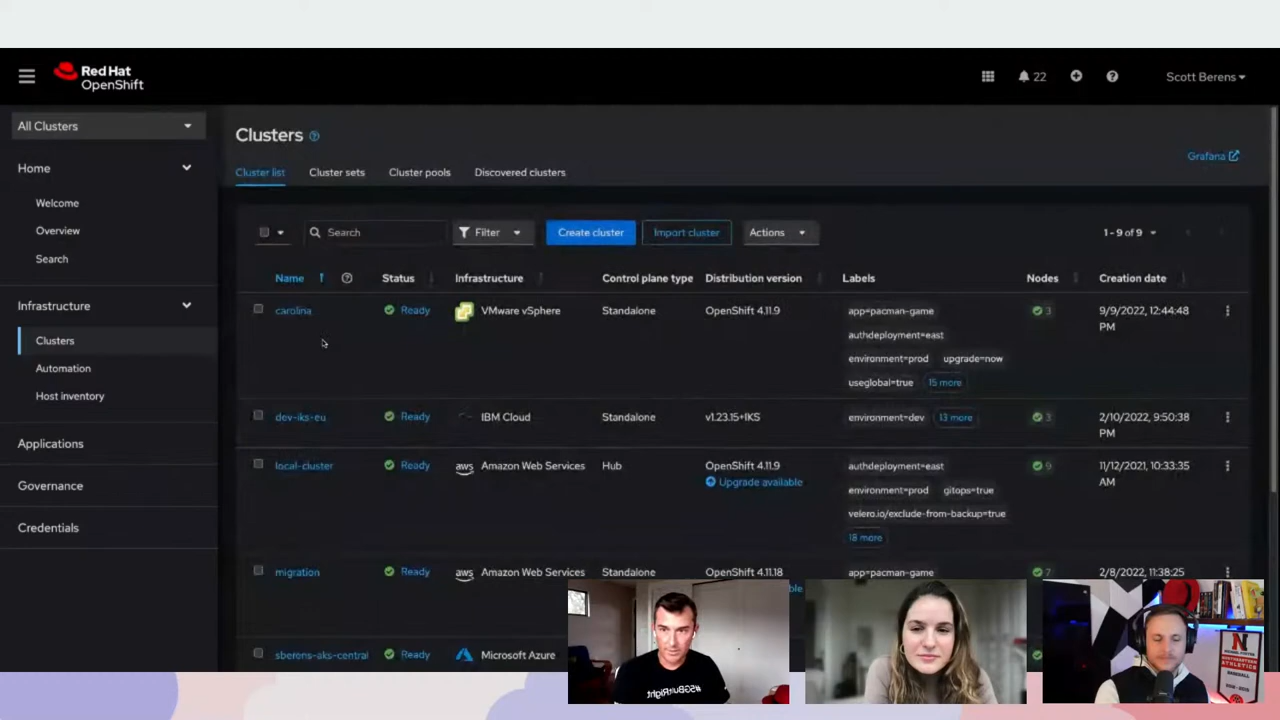 Red Hat
OpenShift
22
Scott Berens
All Clusters
Home
Welcome
Overview
Search
Infrastructure
Clusters
Automation
Host inventory
Applications
Governance
Credentials
Clusters
Grafana
Cluster list Cluster sets Cluster pools Discovered clusters
Search Filter Create cluster Import cluster Actions 1 - 9 of 9
Name Status Infrastructure Control plane type Distribution version Labels Nodes Creation date
carolina Ready VMware vSphere Standalone OpenShift 4.11.9 app=pacman-game 3 9/9/2022, 12:44:48
PM
authdeployment=east
environment=prod upgrade=now
useglobal=true 15 more
dev-iks-eu Ready IBM Cloud Standalone v1.23.15+IKS environment=dev 13 more 3 2/10/2022, 9:50:38
PM
local-cluster Ready aws Amazon Web Services Hub OpenShift 4.11.9 authdeployment=east 9 11/12/2021, 10:33:35
Upgrade available AM
environment=prod gitops=true
velero.io/exclude-from-backup=true
18 more
migration Ready aws Amazon Web Services Standalone OpenShift 4.11.18 app=pacman-game 7 2/8/2022, 11:38:25
sberens-aks-central Ready Microsoft Azure
NORTHEASTERN
ATHLETICS
BASEBALL